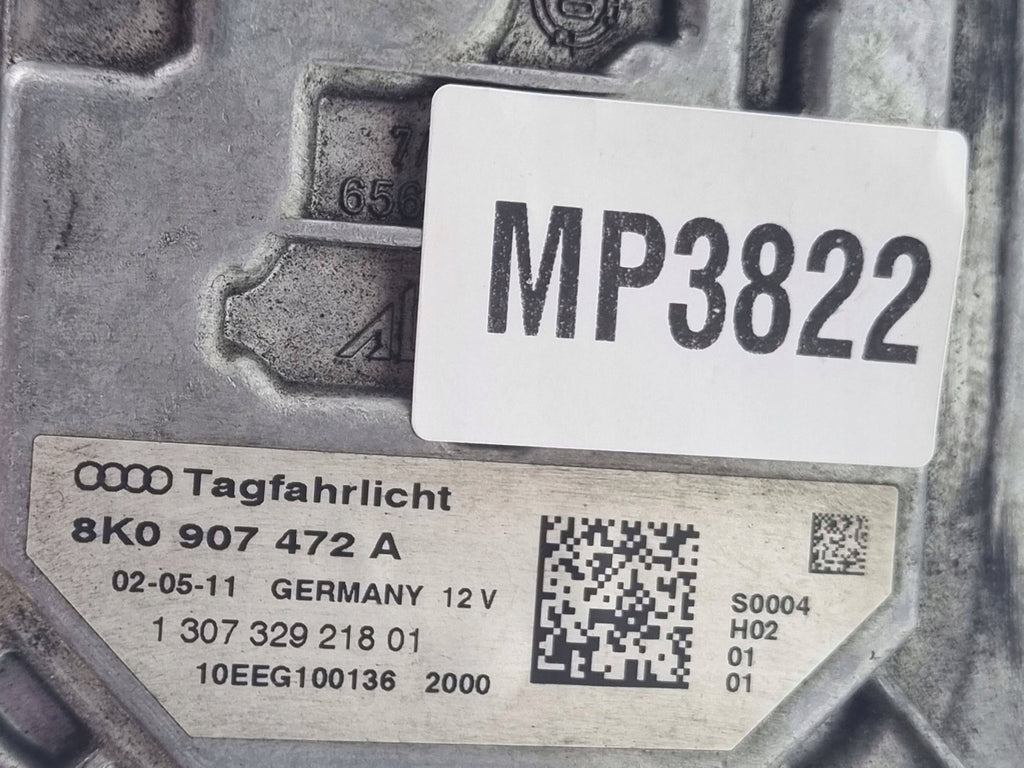 MP3822
Tagfahrlicht
8K0 907 472 A
02-05-11 GERMANY 12 V
1 307 329 218 01
10EEG100136 2000
S0004
H02
01
01